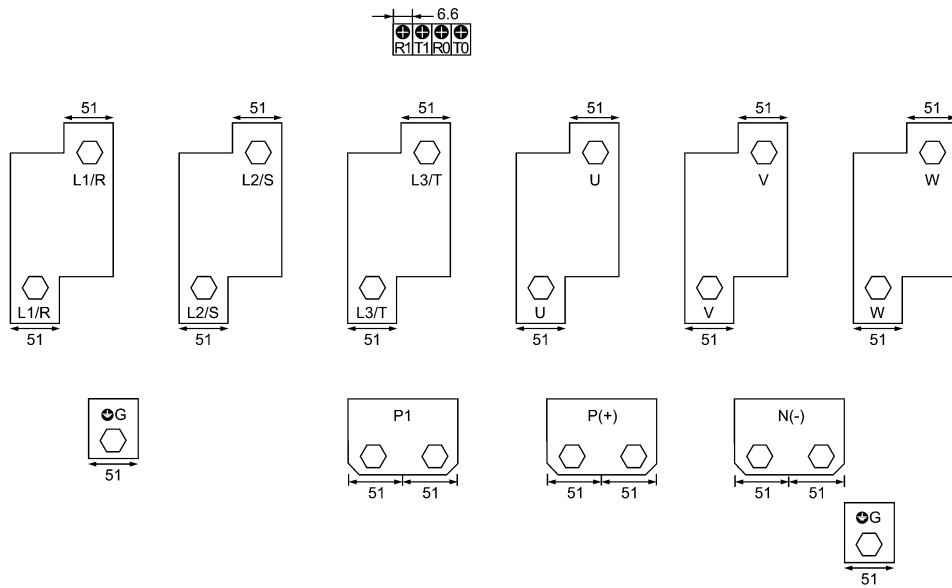 6.6
R1 T1 R0 T0
51 51 51 51 51 51
L1/R L2/S L3/T U V W
L1/R L2/S L3/T U V W
51 51 51 51 51 51
G P1 P(+) N(-)
51 51 51 51 51 51 51
G
51